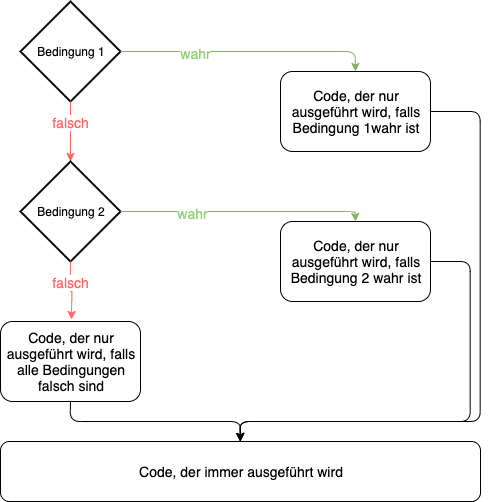 Bedingung 1
wahr
Code, der nur
ausgeführt wird, falls
Bedingung 1wahr ist
falsch
Bedingung 2
wahr
Code, der nur
ausgeführt wird, falls
Bedingung 2 wahr ist
falsch
Code, der nur
ausgeführt wird, falls
alle Bedingungen
falsch sind
Code, der immer ausgeführt wird